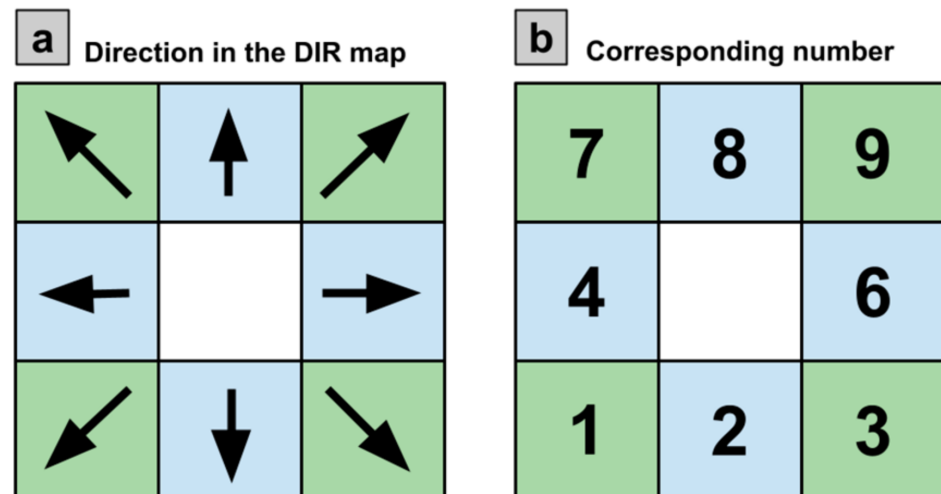 a Direction in the DIR map
b Corresponding number
7 8 9
4 6
1 2 3